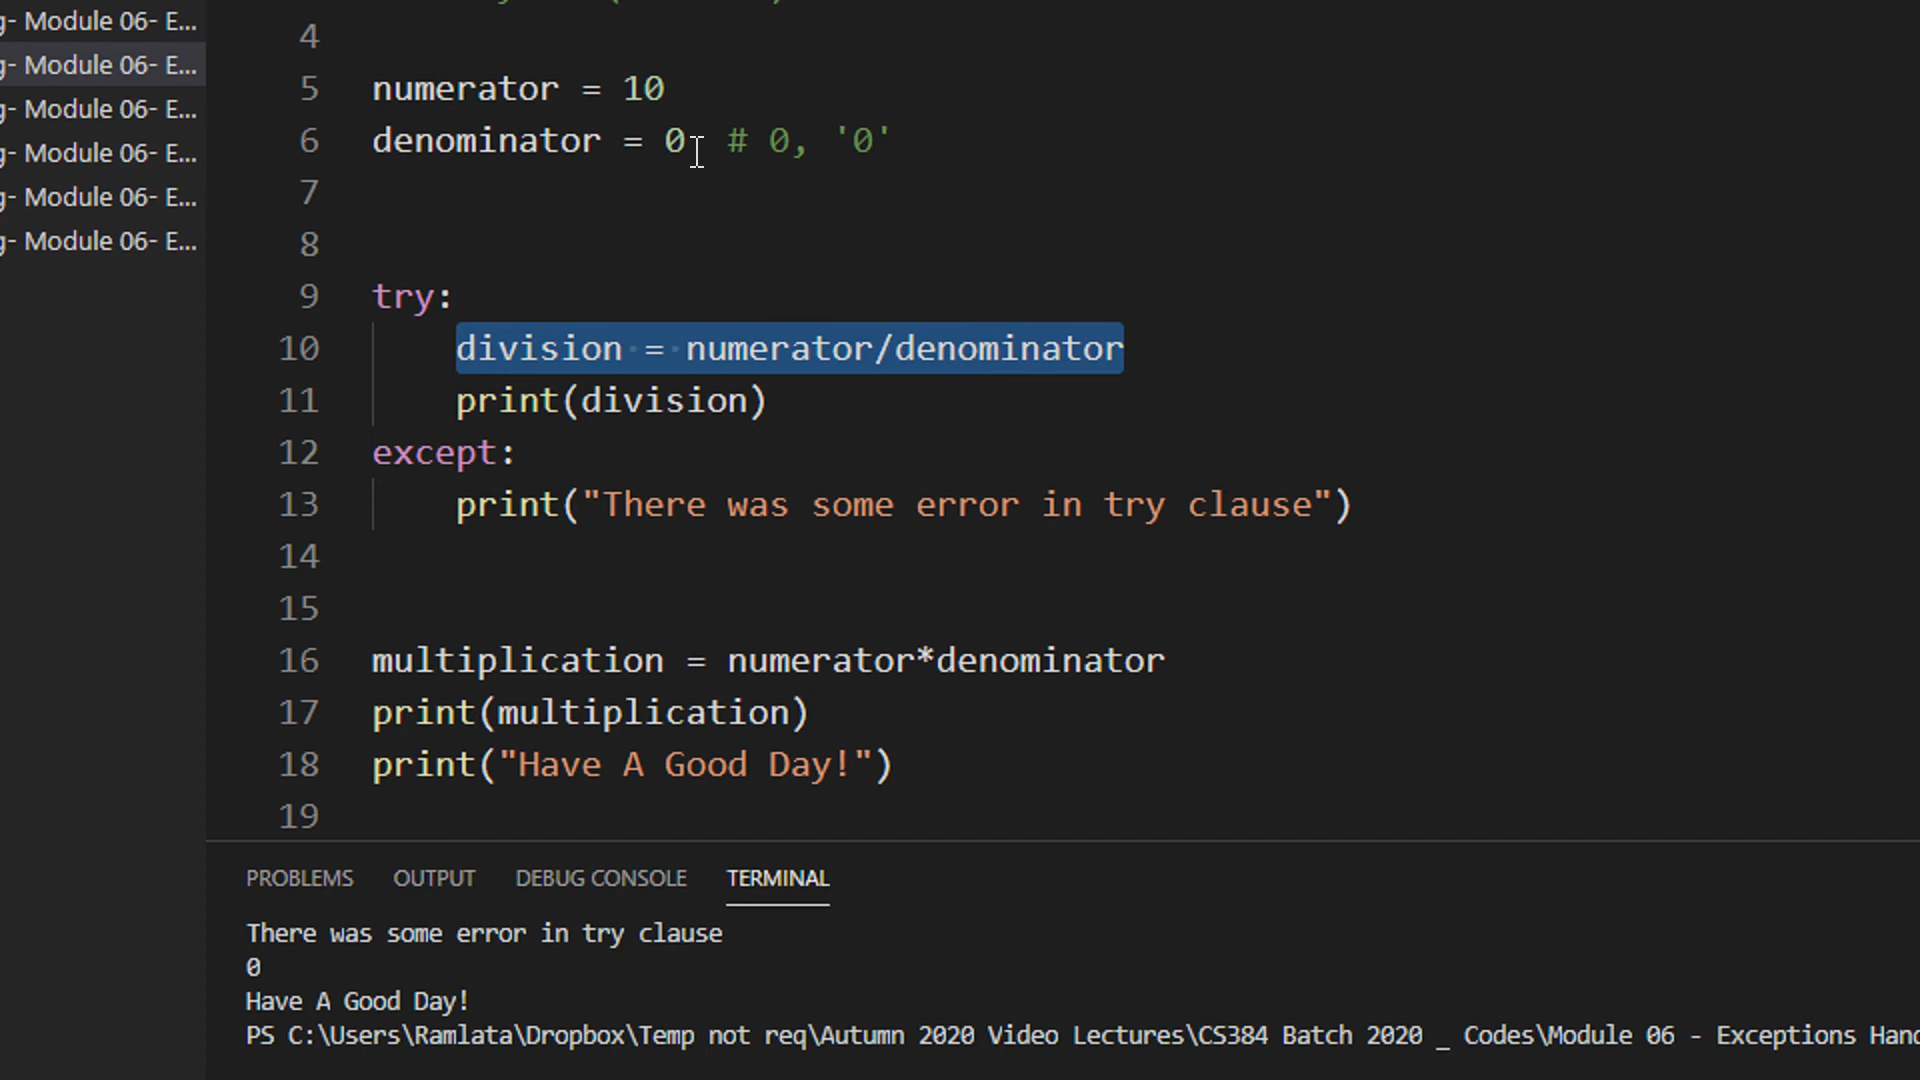 g- Module 06- E...
g- Module 06- E...
g- Module 06- E...
g- Module 06- E...
g- Module 06- E...
g- Module 06- E...
4
5 numerator = 10
6 denominator = 0  # 0, '0'
7
8
9 try:
10     division = numerator/denominator
11     print(division)
12 except:
13     print("There was some error in try clause")
14
15
16 multiplication = numerator*denominator
17 print(multiplication)
18 print("Have A Good Day!")
19
PROBLEMS OUTPUT DEBUG CONSOLE TERMINAL
There was some error in try clause
0
Have A Good Day!
PS C:\Users\Ramlata\Dropbox\Temp not req\Autumn 2020 Video Lectures\CS384 Batch 2020 _ Codes\Module 06 - Exceptions Hand